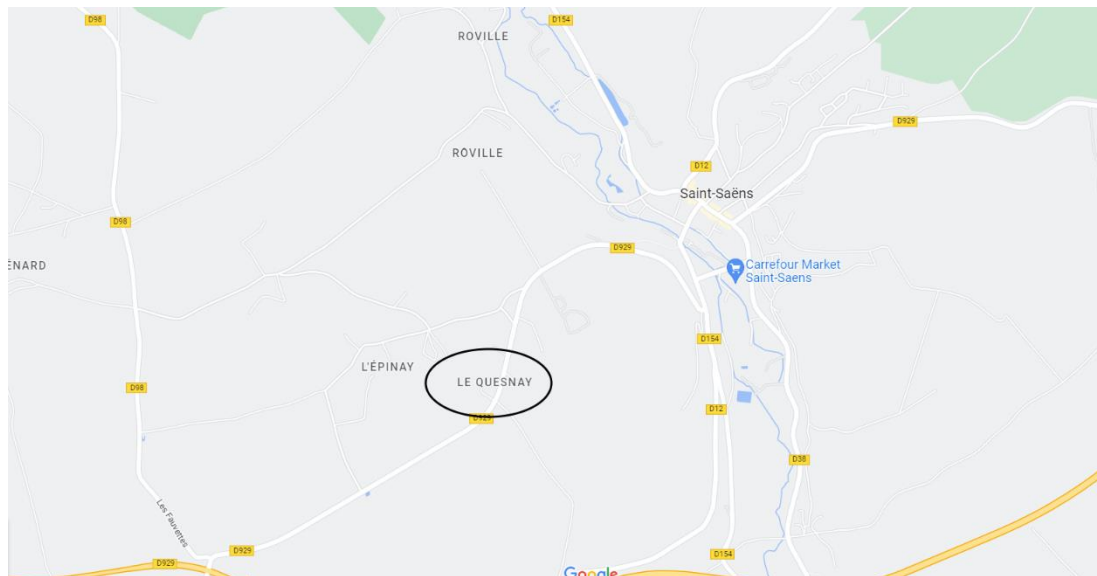 D98
D154
ROVILLE
D929
ROVILLE
D12
Saint-Saëns
D98
D929
ÉNARD
Carrefour Market
Saint-Saens
D154
L'ÉPINAY
LE QUESNAY
D98
D12
D929
D38
Les Fauvettes
D929
D929
D154
Google